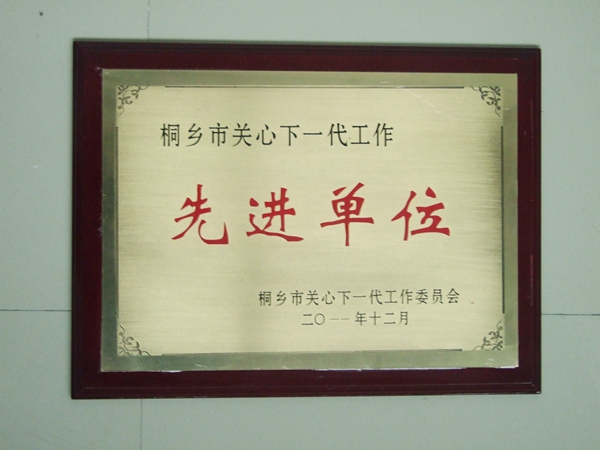 桐乡市关心下一代工作
先进单位
桐乡市关心下一代工作委员会
二〇一一年十二月